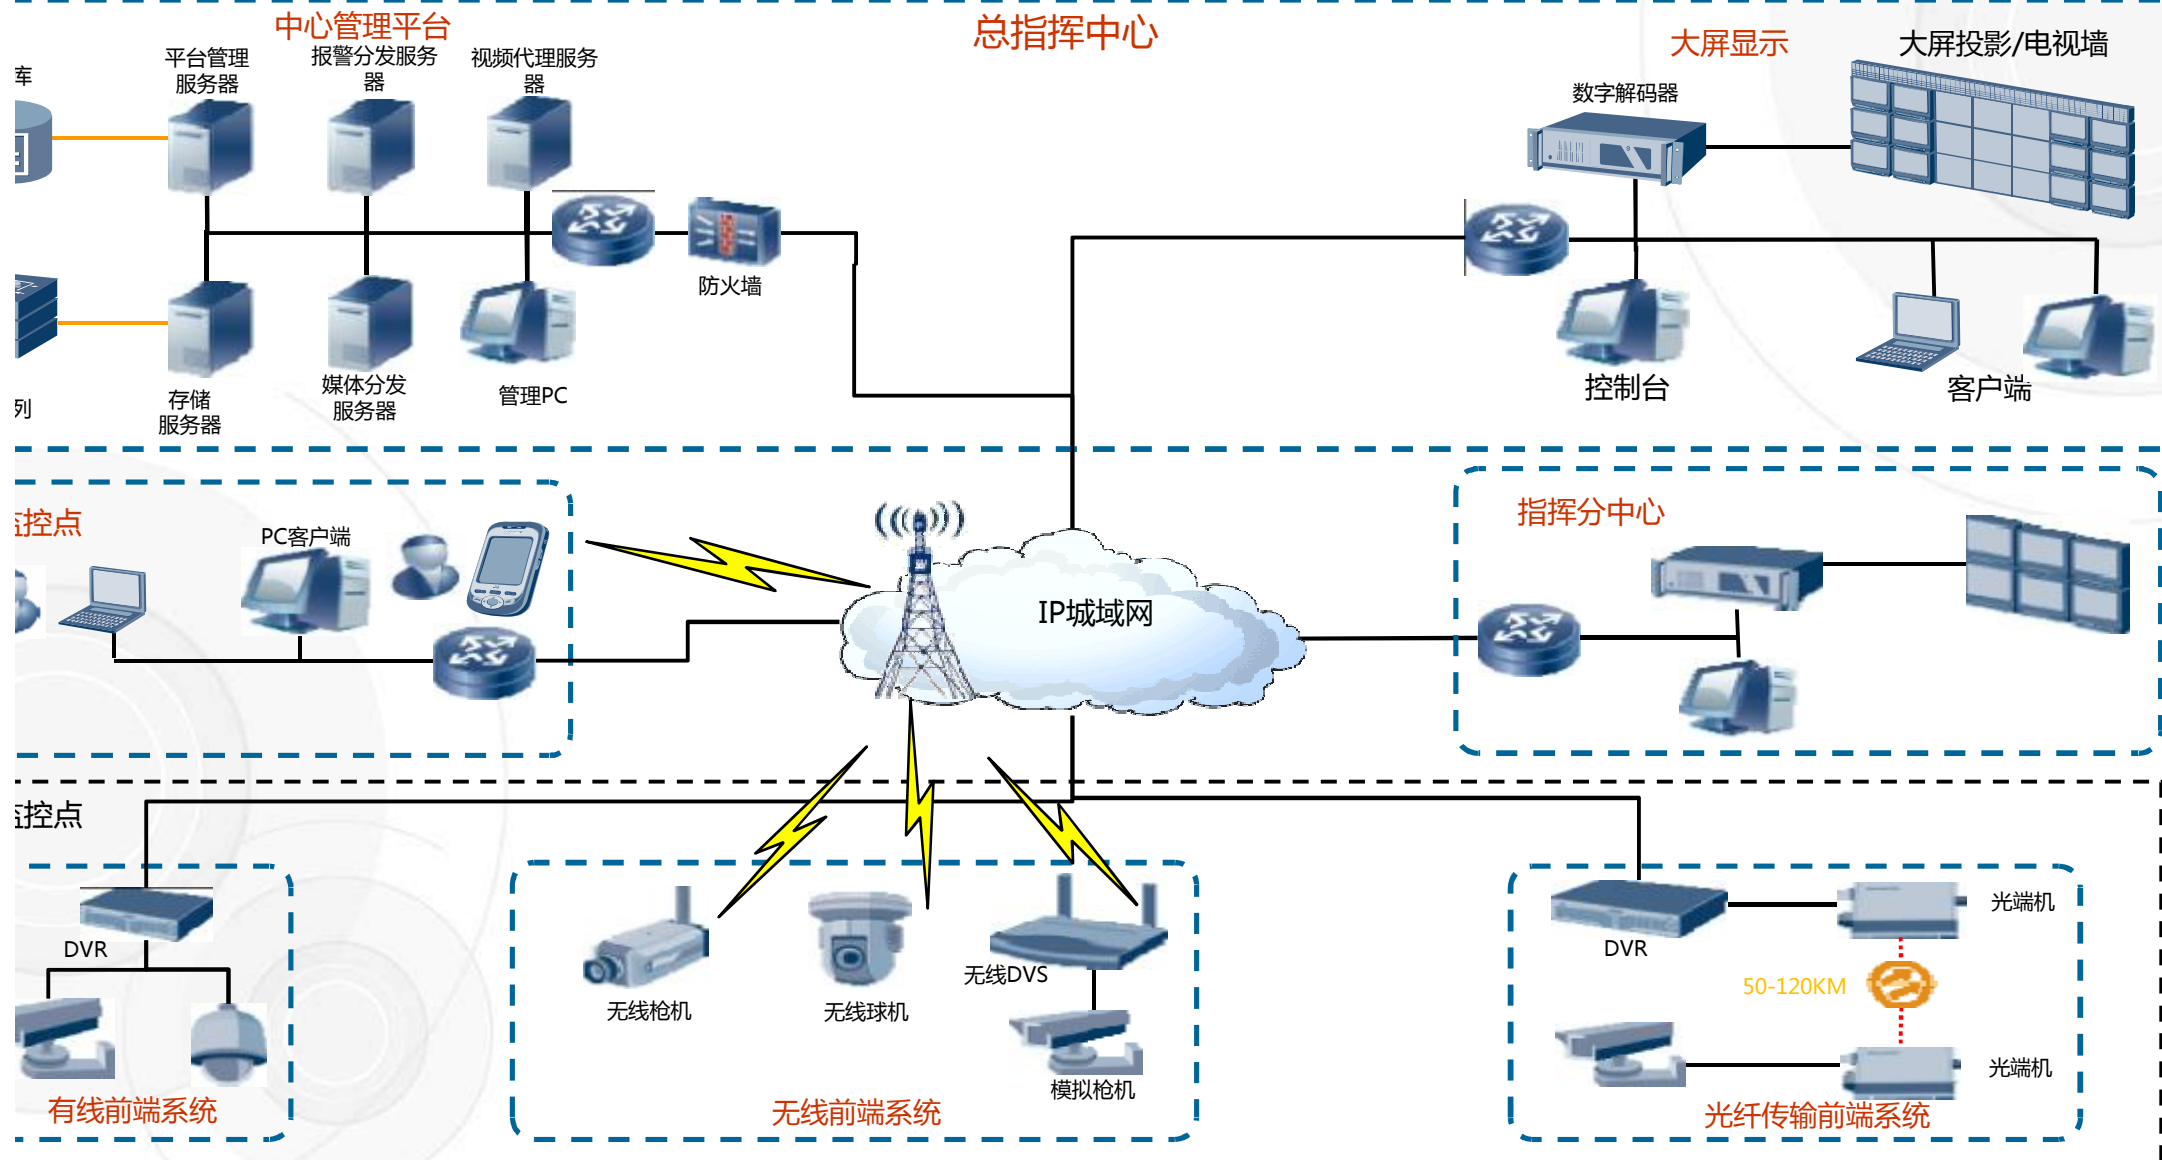 中心管理平台
总指挥中心
大屏显示
大屏投影/电视墙
库
平台管理
服务器
报警分发服务
器
视频代理服务
器
数字解码器
防火墙
列
存储
服务器
媒体分发
服务器
管理PC
控制台
客户端
控点
PC客户端
指挥分中心
IP城域网
控点
DVR
有线前端系统
无线枪机
无线球机
无线DVS
模拟枪机
无线前端系统
DVR
光端机
50-120KM
光端机
光纤传输前端系统